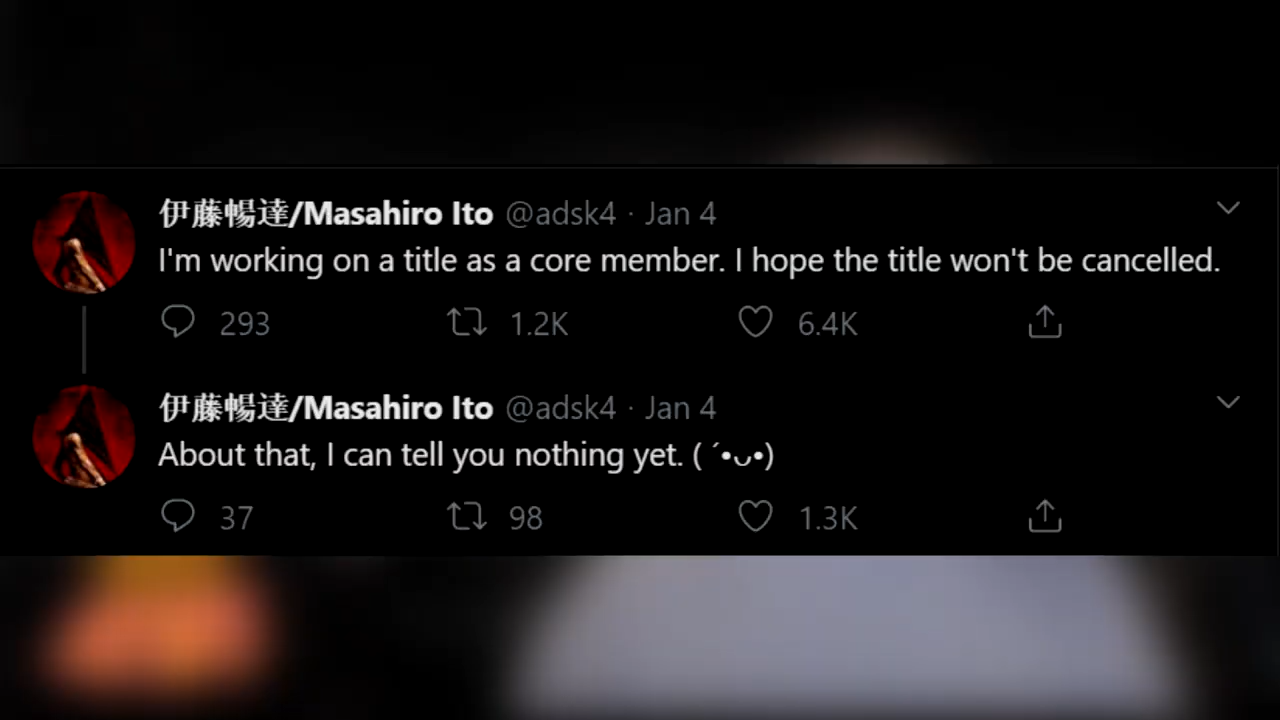 伊藤暢達/Masahiro Ito @adsk4 · Jan 4
I'm working on a title as a core member. I hope the title won't be cancelled.
293 1.2K 6.4K
伊藤暢達/Masahiro Ito @adsk4 · Jan 4
About that, I can tell you nothing yet. ( ´•ᴗ•)
37 98 1.3K